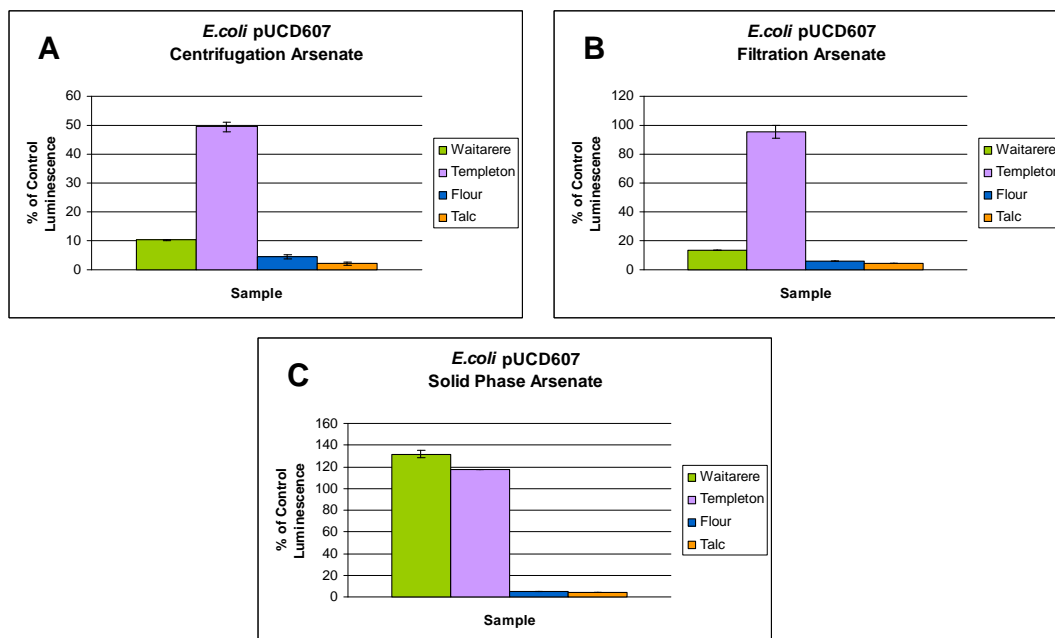 A
E.coli pUCD607
Centrifugation Arsenate
60
50
40
30
20
10
0
% of Control
Luminescence
Sample
Waitarere
Templeton
Flour
Talc
B
E.coli pUCD607
Filtration Arsenate
120
100
80
60
40
20
0
% of Control
Luminescence
Sample
Waitarere
Templeton
Flour
Talc
C
E.coli pUCD607
Solid Phase Arsenate
160
140
120
100
80
60
40
20
0
% of Control
Luminescence
Sample
Waitarere
Templeton
Flour
Talc